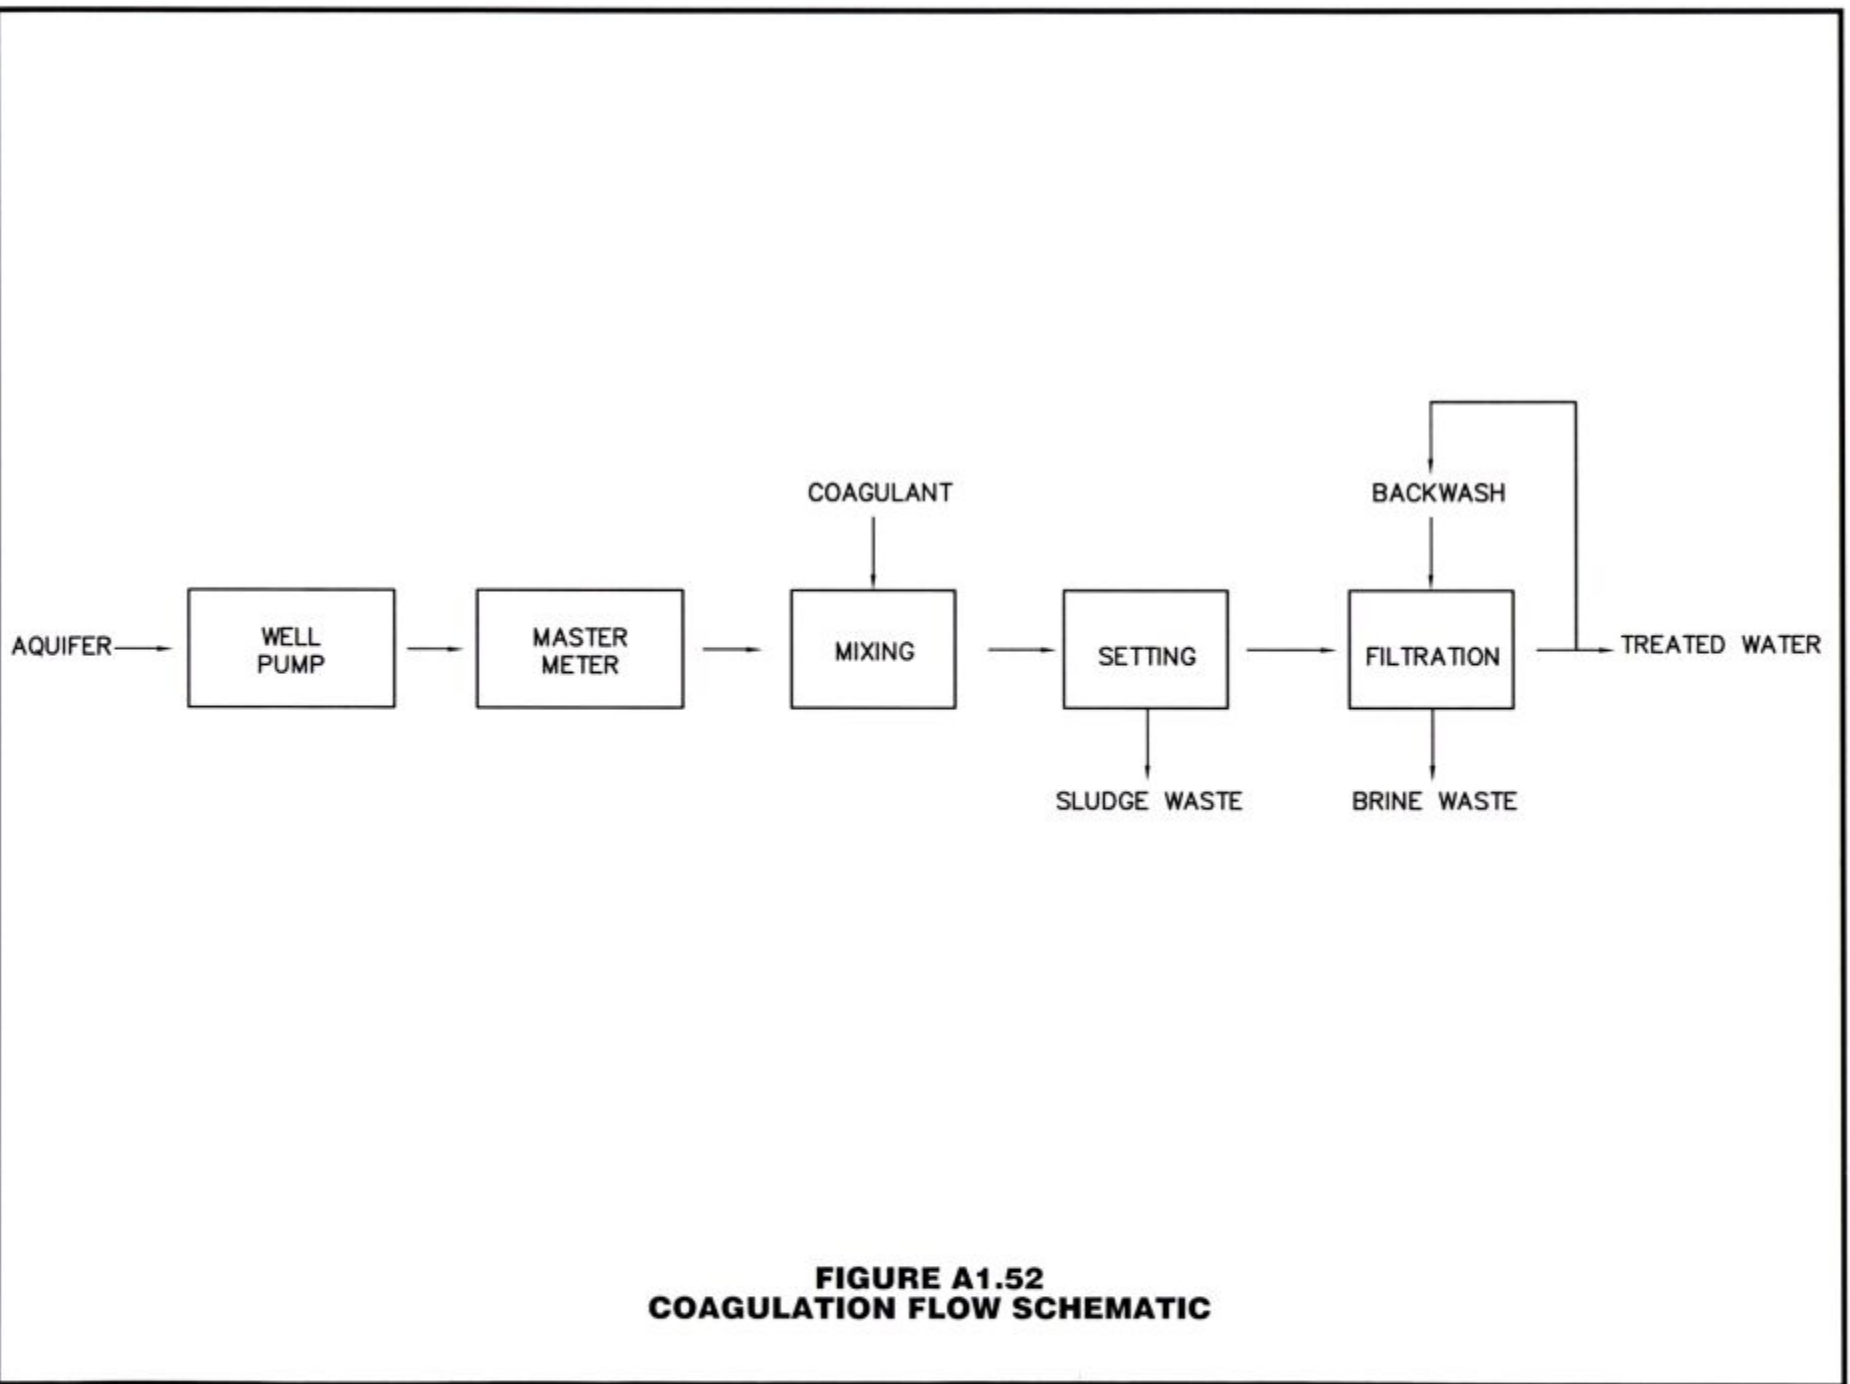 COAGULANT
BACKWASH
AQUIFER
WELL
PUMP
MASTER
METER
MIXING
SETTING
FILTRATION
TREATED WATER
SLUDGE WASTE
BRINE WASTE
FIGURE A1.52
COAGULATION FLOW SCHEMATIC